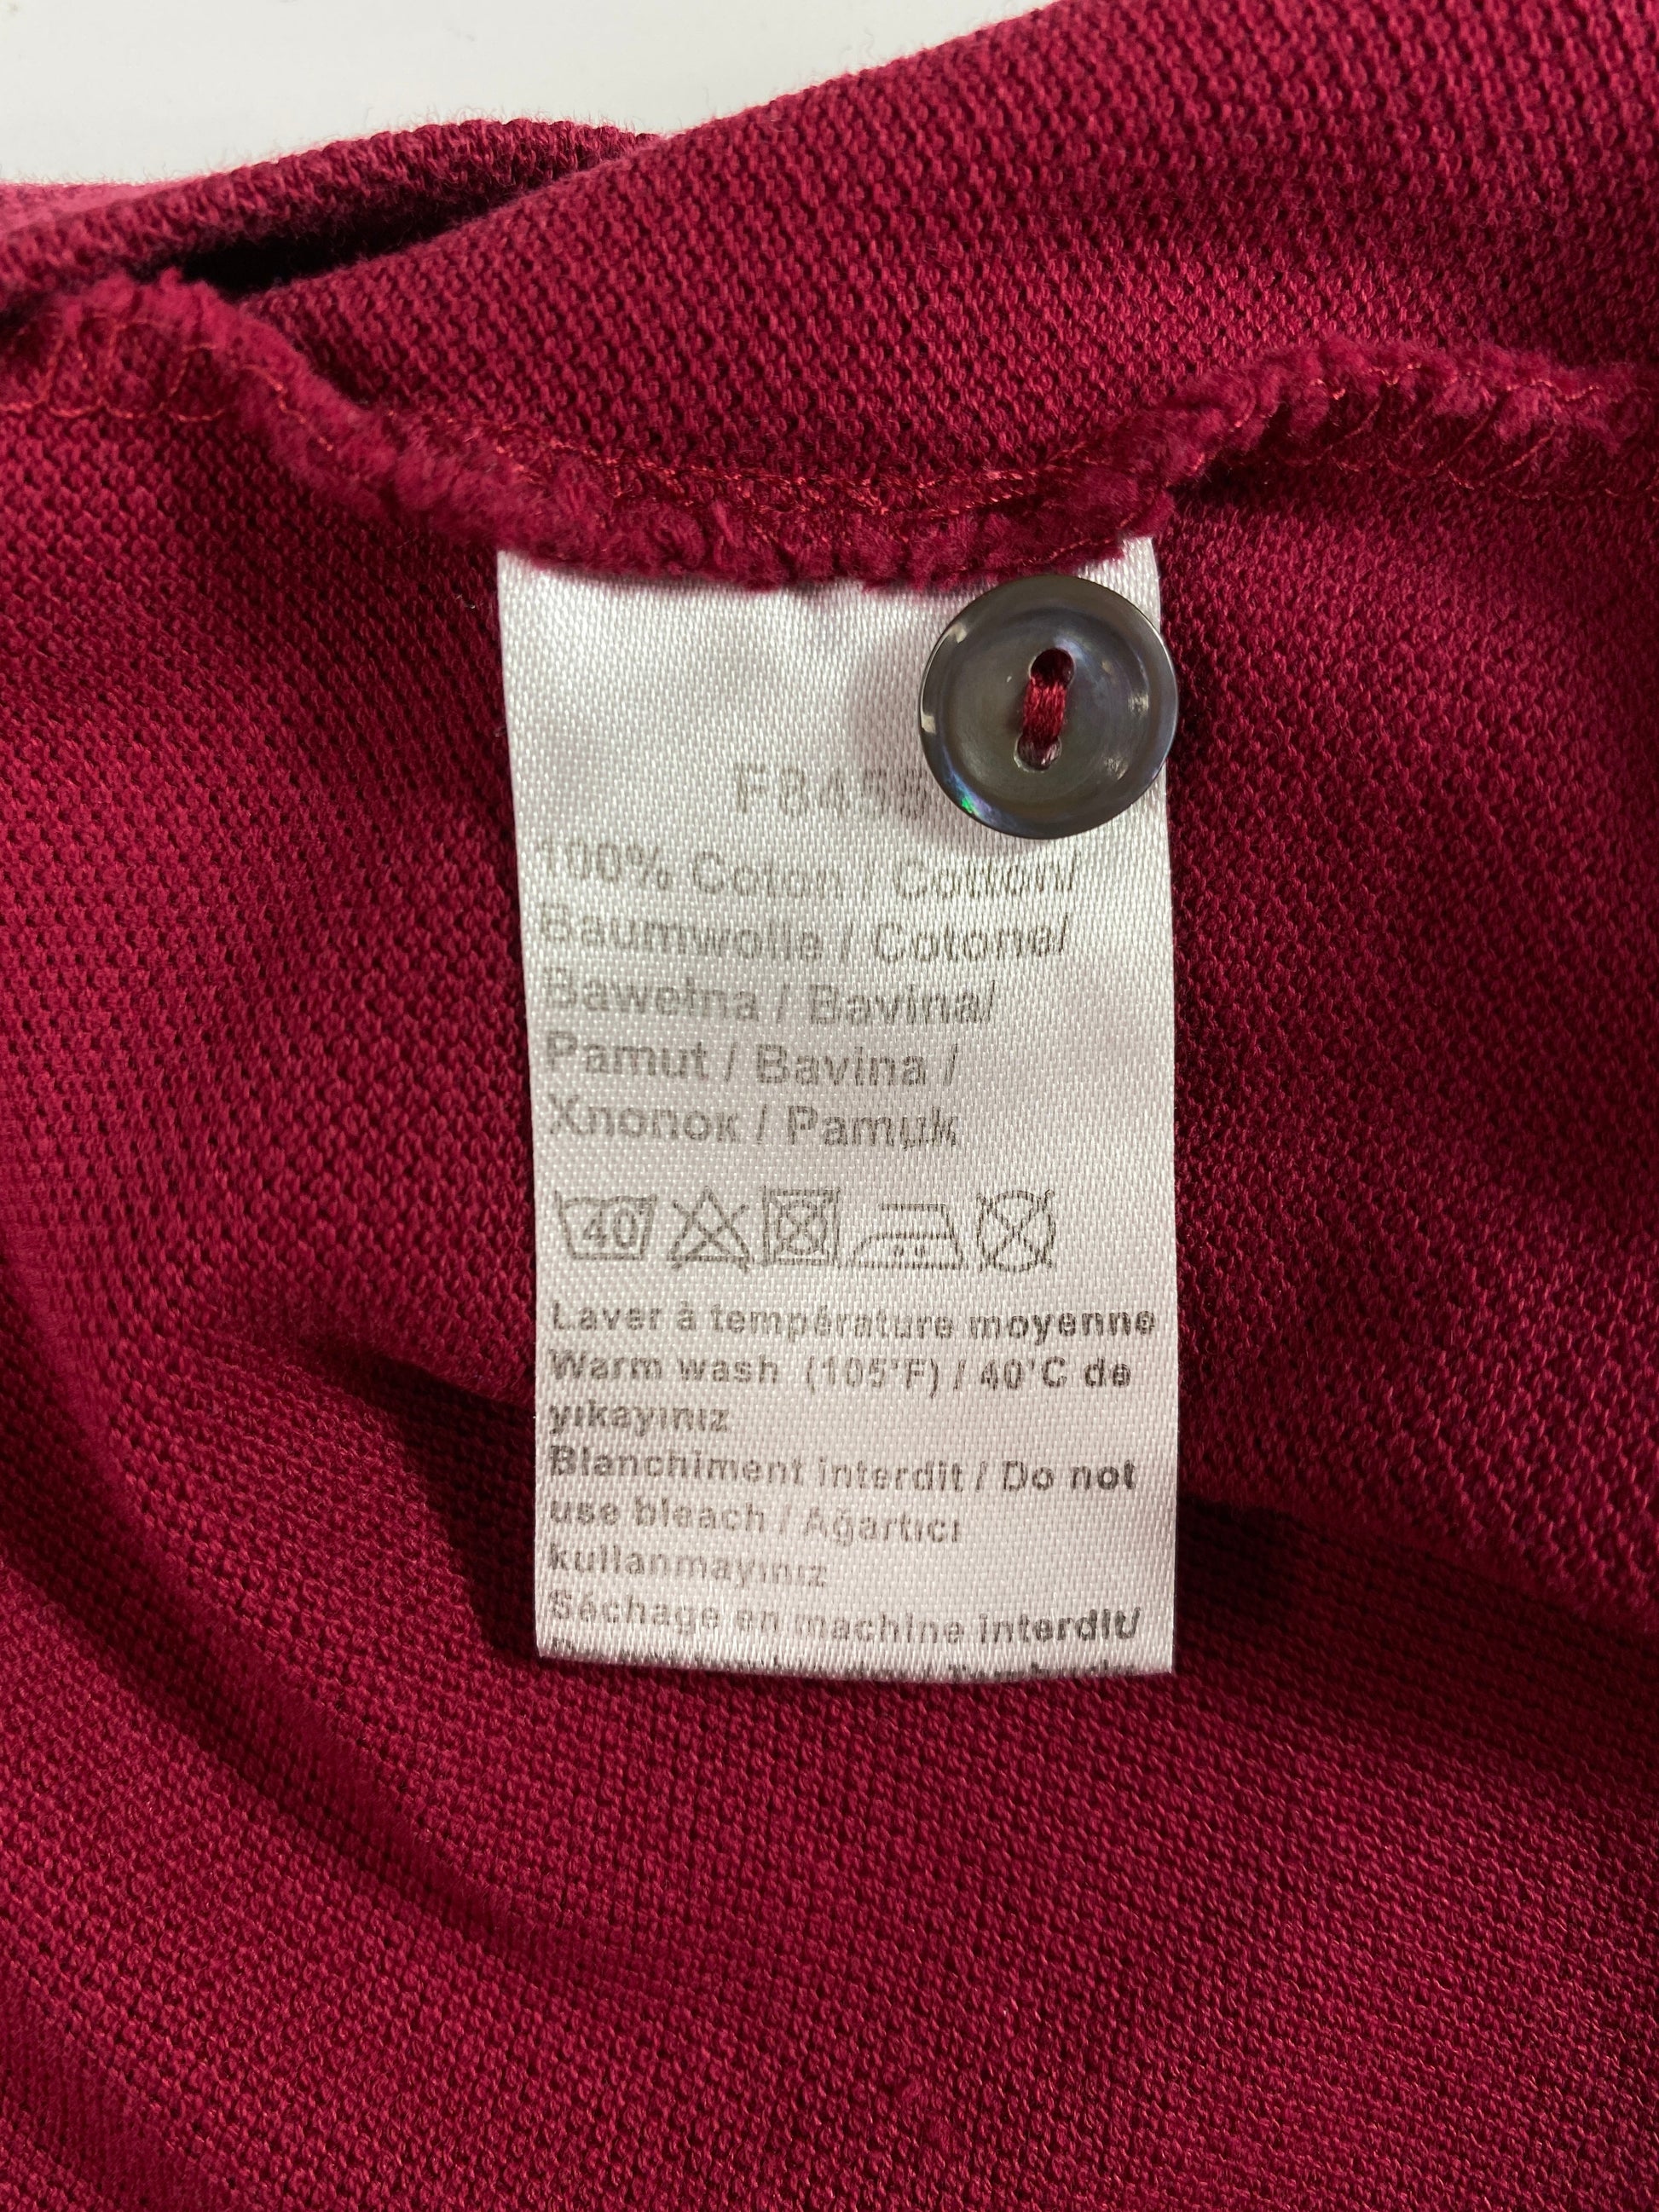 100% Coton / Cotton/
Baumwolle / Cotone/
Bawełna / Bavina/
Pamut / Bavina /
Хлопок / Pamuk
40
Laver à température moyenne
Warm wash (105'F) / 40'C de
yıkayınız
Blanchiment interdit / Do not
use bleach / Ağartıcı
kullanmayınız
Séchage en machine interdit/